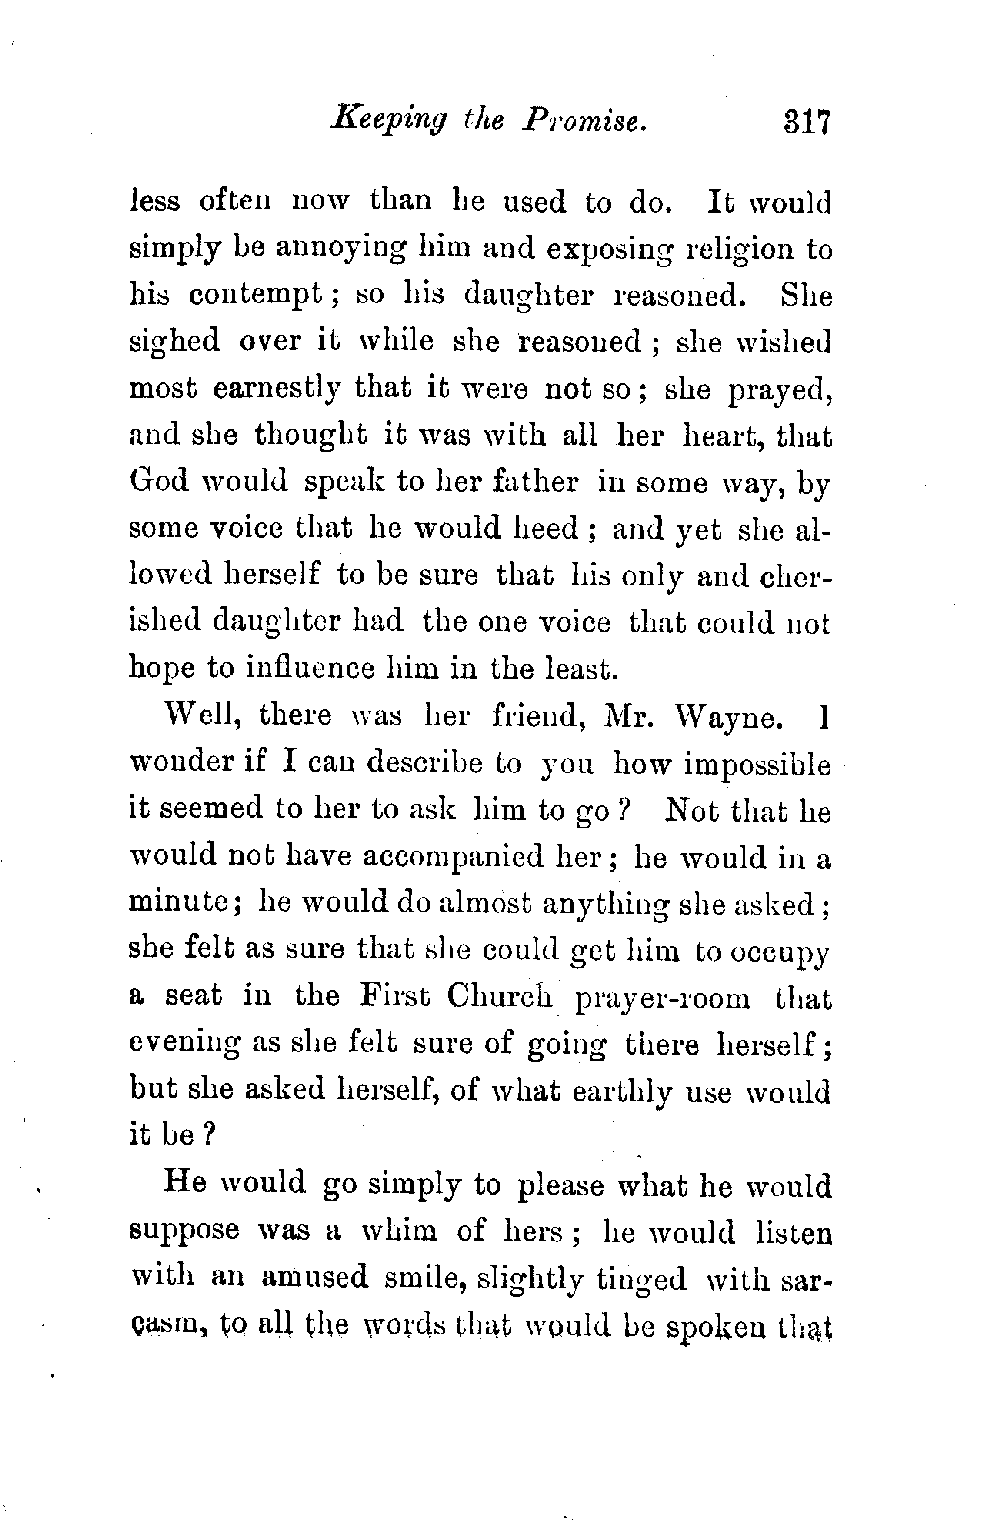 Keeping the Promise. 317
less often now than he used to do. It would
simply be annoying him and exposing religion to
his contempt ; so his daughter reasoned. She
sighed over it while she reasoned ; she wished
most earnestly that it were not so ; she prayed,
and she thought it was with all her heart, that
God would speak to her father in some way, by
some voice that he would heed ; and yet she al-
lowed herself to be sure that his only and cher-
ished daughter had the one voice that could not
hope to influence him in the least.
Well, there was her friend, Mr. Wayne. I
wonder if I can describe to you how impossible
it seemed to her to ask him to go ? Not that he
would not have accompanied her ; he would in a
minute; he would do almost anything she asked ;
she felt as sure that she could get him to occupy
a seat in the First Church prayer-room that
evening as she felt sure of going there herself ;
but she asked herself, of what earthly use would
it be ?
He would go simply to please what he would
suppose was a whim of hers ; he would listen
with an amused smile, slightly tinged with sar-
casm, to all the words that would be spoken that